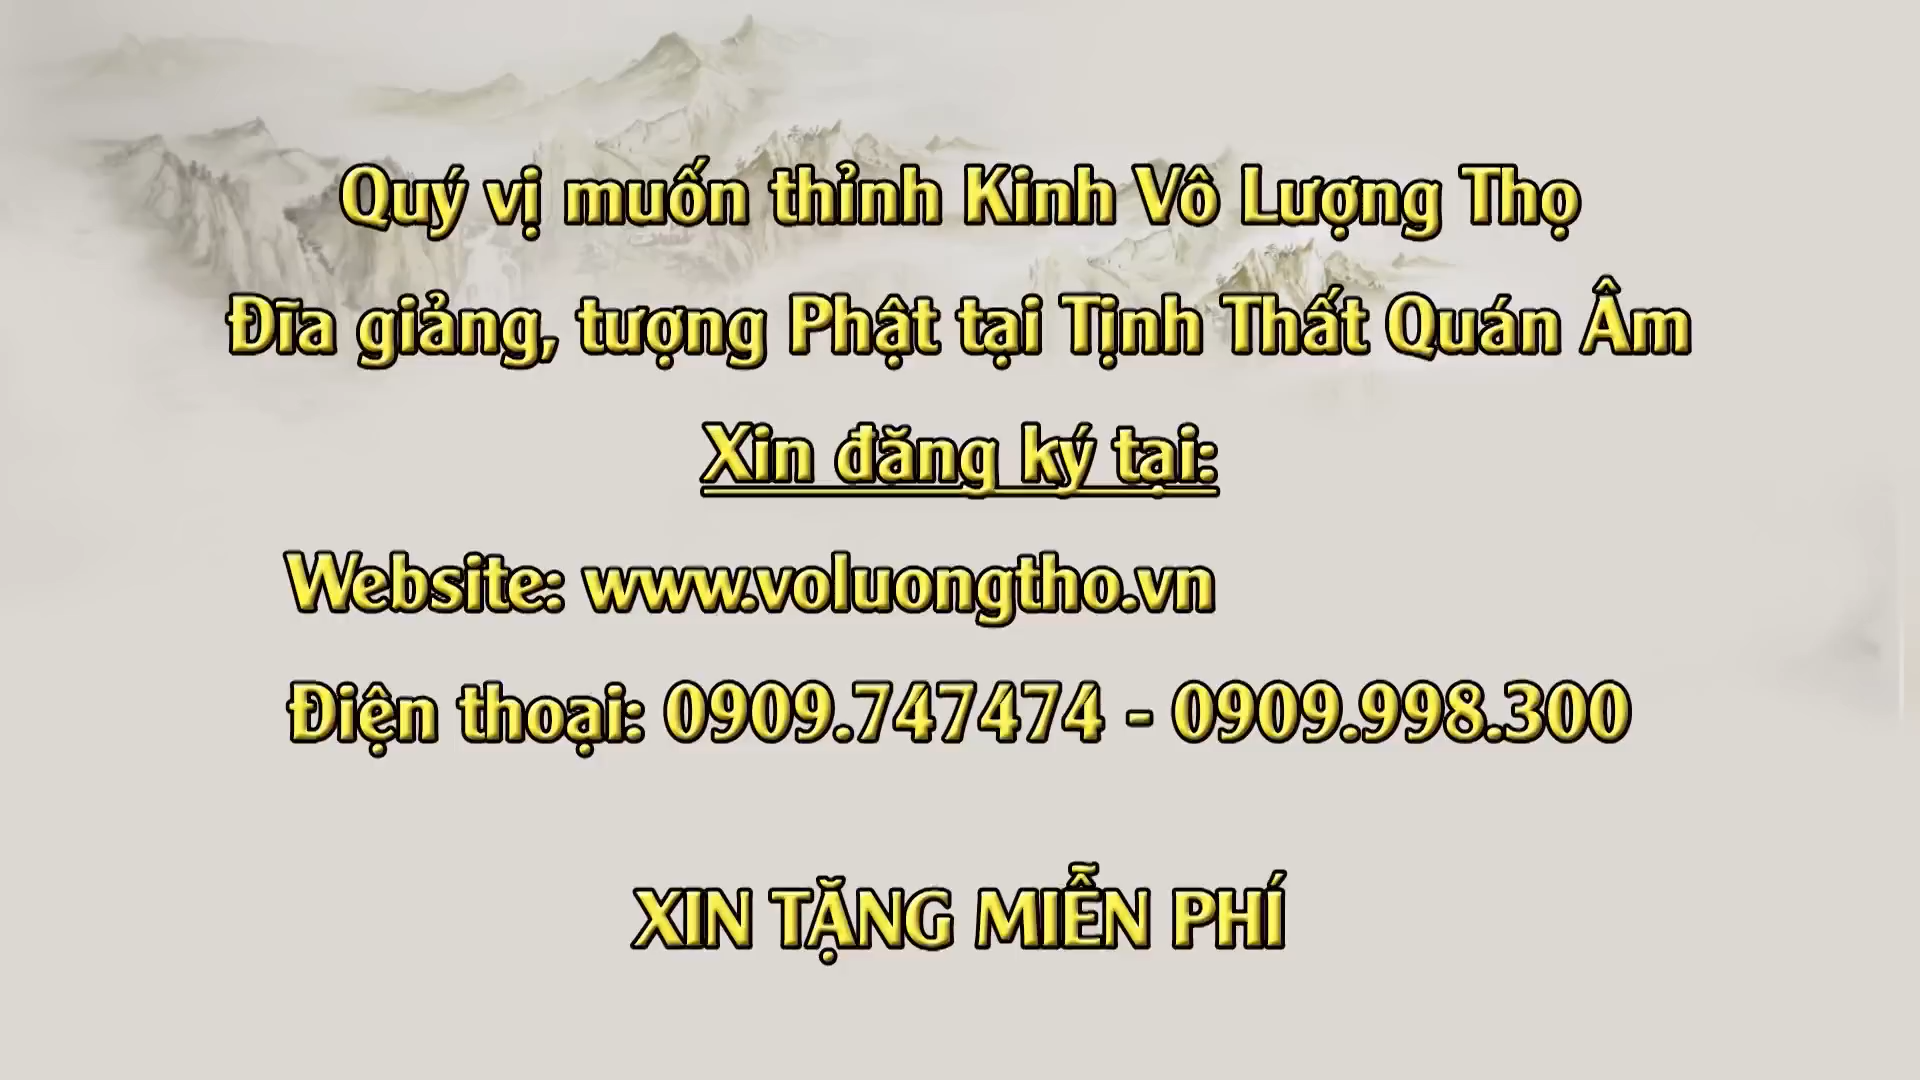 Quý vị muốn thỉnh Kinh Vô Lượng Thọ
Đĩa giảng, tượng Phật tại Tịnh Thất Quán Âm
Xin đăng ký tại:
Website: www.voluongtho.vn
Điện thoại: 0909.747474 - 0909.998.300
XIN TẶNG MIỄN PHÍ